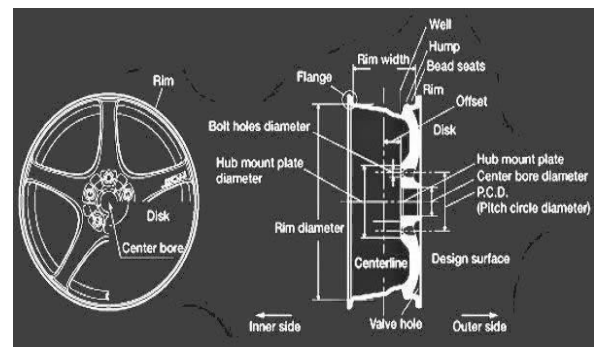 Rim
Disk
Center bore
Well
Hump
Rim width
Bead seats
Flange
Rim
Offset
Bolt holes diameter
Disk
Hub mount plate
diameter
Hub mount plate
Center bore diameter
P.C.D.
(Pitch circle diameter)
Rim diameter
Centerline
Design surface
Valve hole
Inner side
Outer side